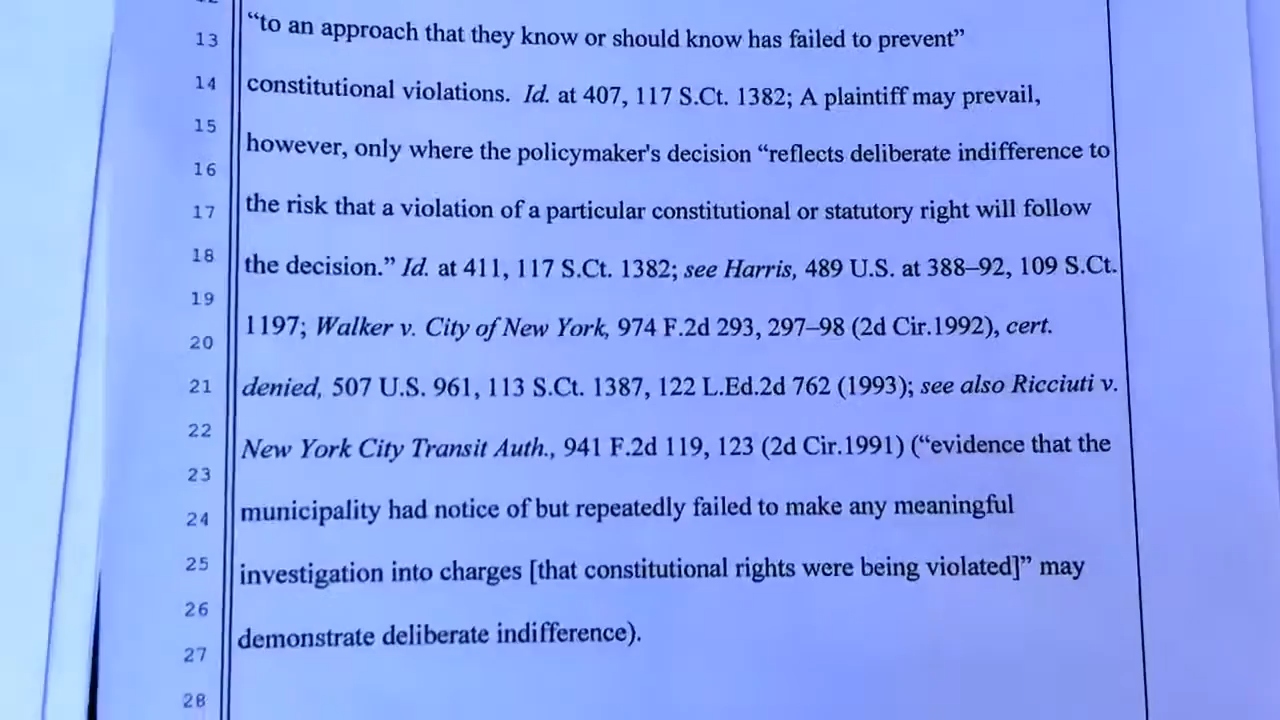 13 “to an approach that they know or should know has failed to prevent”
14 constitutional violations. Id. at 407, 117 S.Ct. 1382; A plaintiff may prevail,
15
16 however, only where the policymaker's decision “reflects deliberate indifference to
17 the risk that a violation of a particular constitutional or statutory right will follow
18 the decision.” Id. at 411, 117 S.Ct. 1382; see Harris, 489 U.S. at 388–92, 109 S.Ct.
19
20 1197; Walker v. City of New York, 974 F.2d 293, 297–98 (2d Cir.1992), cert.
21 denied, 507 U.S. 961, 113 S.Ct. 1387, 122 L.Ed.2d 762 (1993); see also Ricciuti v.
22
23 New York City Transit Auth., 941 F.2d 119, 123 (2d Cir.1991) (“evidence that the
24 municipality had notice of but repeatedly failed to make any meaningful
25 investigation into charges [that constitutional rights were being violated]” may
26
27 demonstrate deliberate indifference).
28